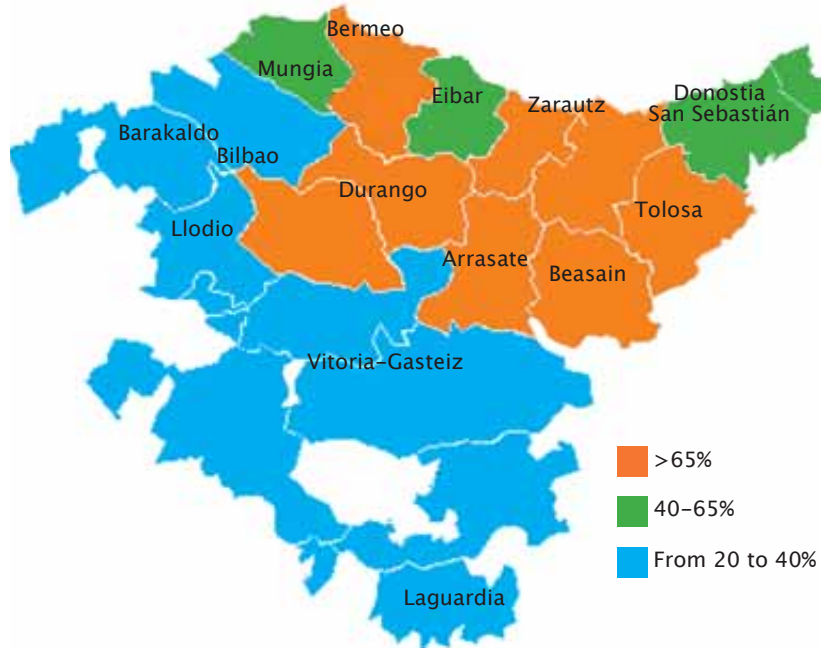 Bermeo
Mungia
Eibar
Zarautz
Donostia
San Sebastián
Barakaldo
Bilbao
Durango
Tolosa
Llodio
Arrasate
Beasain
Vitoria-Gasteiz
>65%
40-65%
From 20 to 40%
Laguardia